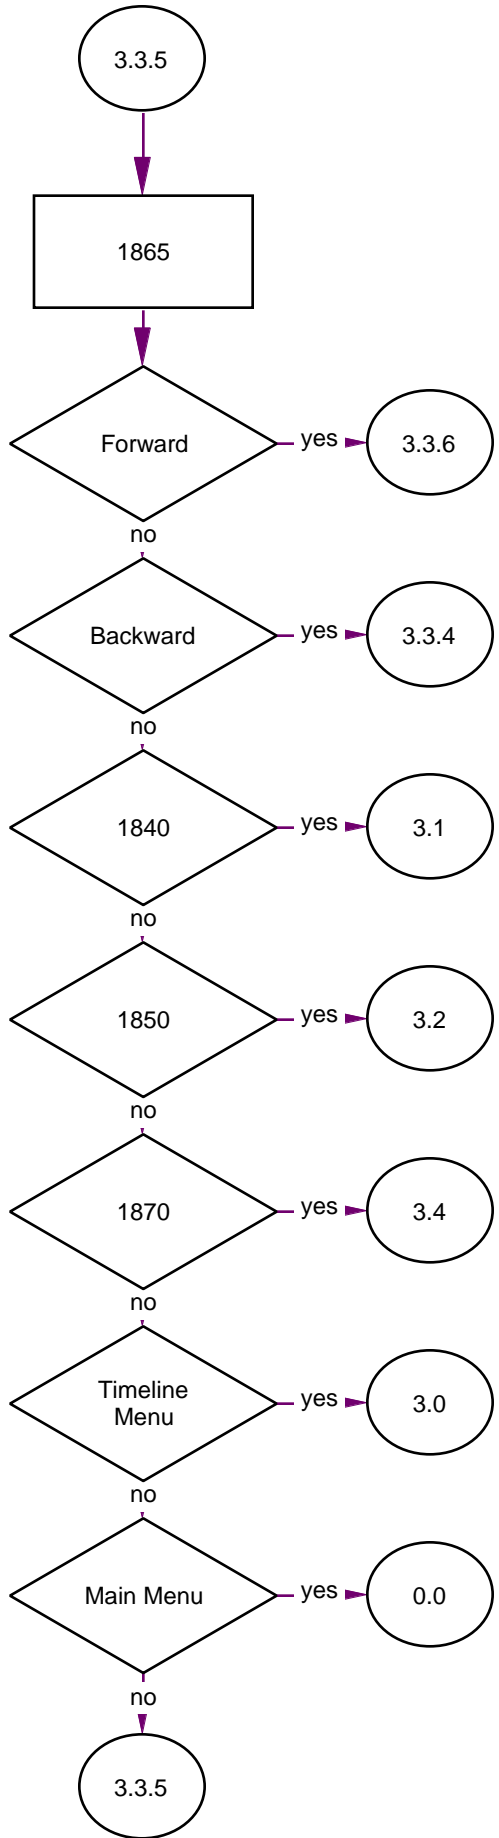 3.3.5
1865
Forward
yes
3.3.6
no
Backward
yes
3.3.4
no
1840
yes
3.1
no
1850
yes
3.2
no
1870
yes
3.4
no
Timeline
Menu
yes
3.0
no
Main Menu
yes
0.0
no
3.3.5